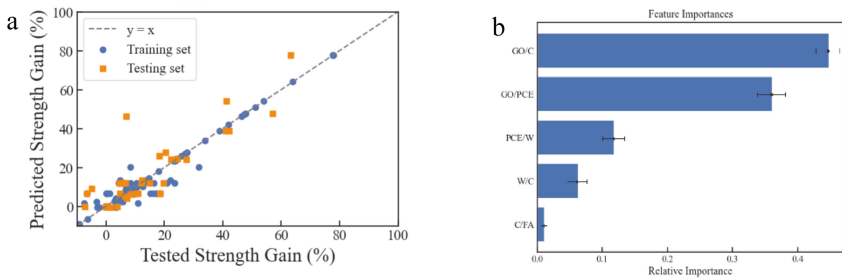 a
Predicted Strength Gain (%)
100
80
60
40
20
0
y = x
Training set
Testing set
0 20 40 60 80 100
Tested Strength Gain (%)
b
Feature Importances
GO/C
GO/PCE
PCE/W
W/C
C/FA
0.0 0.1 0.2 0.3 0.4
Relative Importance